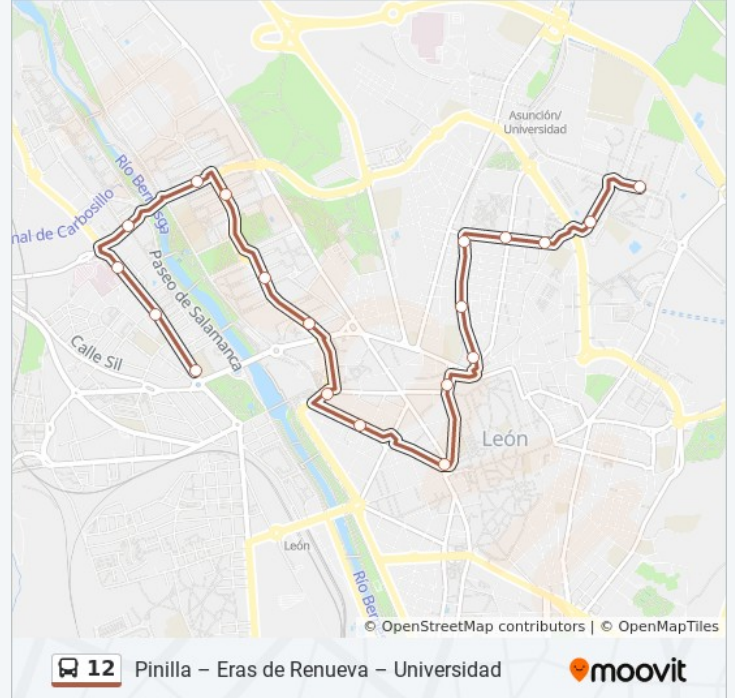 Asunción/
Universidad
Río Bernesga
nal de Carbosillo
Paseo de Salamanca
Calle Sil
León
León
Río Ber
© OpenStreetMap contributors | © OpenMapTiles
12 Pinilla – Eras de Renueva – Universidad
moovit